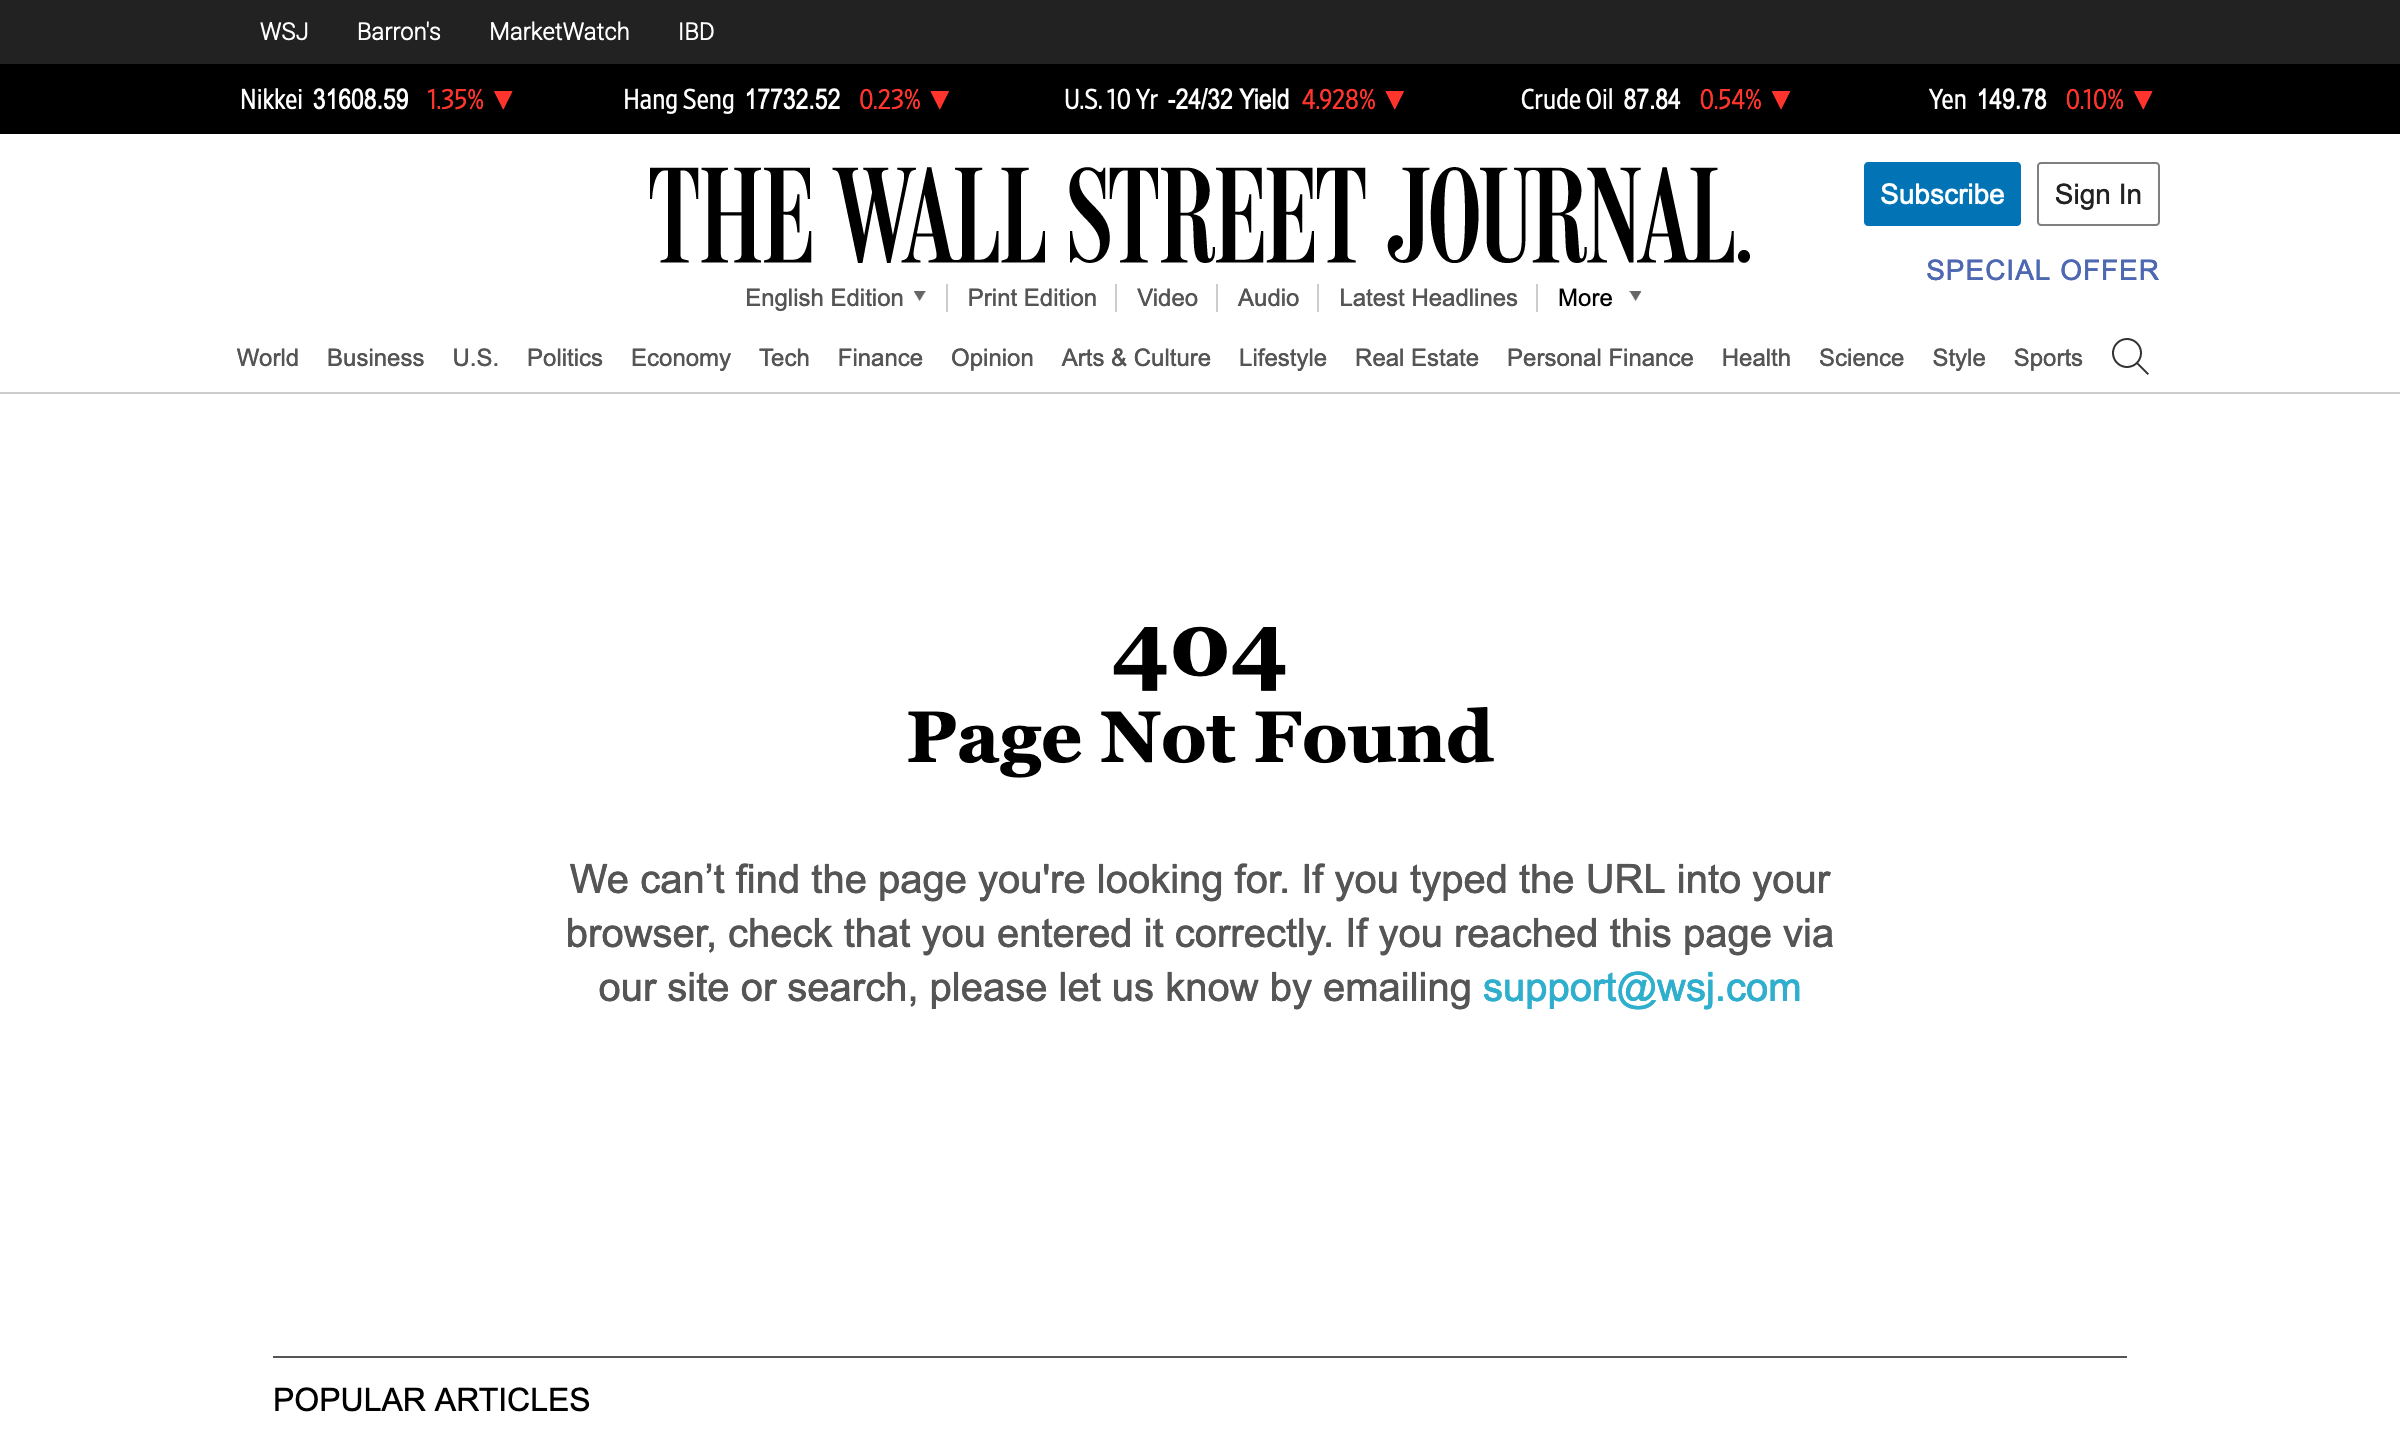 WSJ Barron's MarketWatch IBD
Nikkei 31608.59 1.35% ▼ Hang Seng 17732.52 0.23% ▼ U.S. 10 Yr -24/32 Yield 4.928% ▼ Crude Oil 87.84 0.54% ▼ Yen 149.78 0.10% ▼
THE WALL STREET JOURNAL.
Subscribe Sign In
SPECIAL OFFER
English Edition ▼ Print Edition Video Audio Latest Headlines More ▼
World Business U.S. Politics Economy Tech Finance Opinion Arts & Culture Lifestyle Real Estate Personal Finance Health Science Style Sports
404
Page Not Found
We can’t find the page you're looking for. If you typed the URL into your
browser, check that you entered it correctly. If you reached this page via
our site or search, please let us know by emailing support@wsj.com
POPULAR ARTICLES